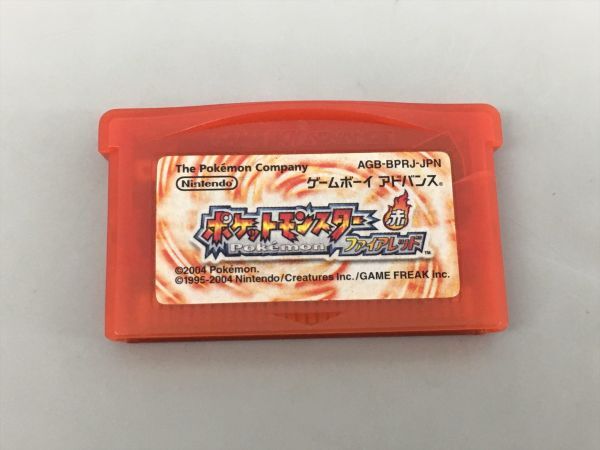 The Pokémon Company
AGB-BPRJ-JPN
Nintendo
ゲームボーイ アドバンス®
ポケットモンスター
赤
Pokémon
ファイアレッド™
©2004 Pokémon.
©1995-2004 Nintendo/Creatures Inc./GAME FREAK inc.